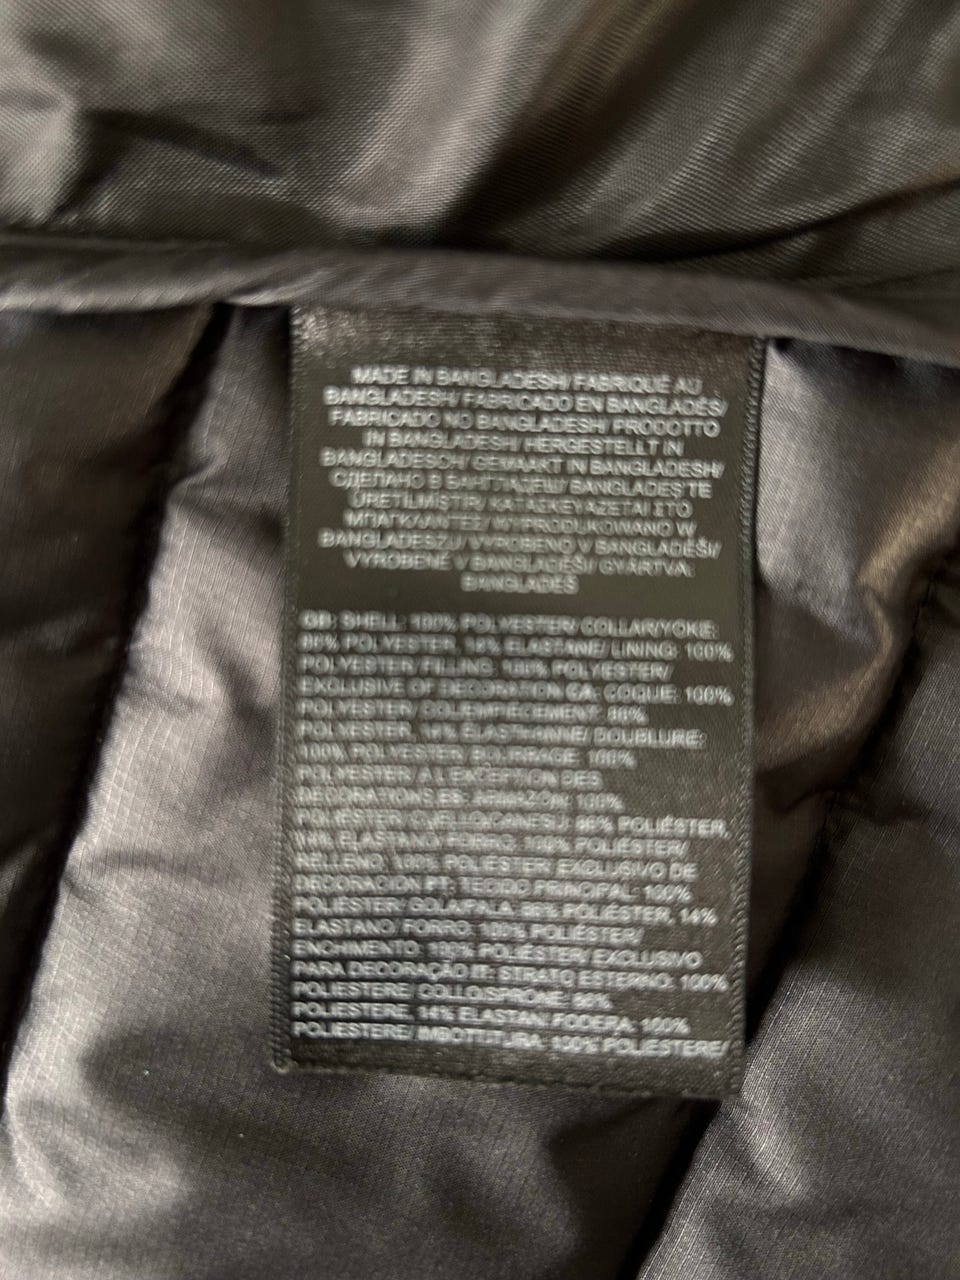 MADE IN BANGLADESH/ FABRIQUÉ AU
BANGLADESH/ FABRICADO EN BANGLADÉS/
FABRICADO NO BANGLADESH/ PRODOTTO
IN BANGLADESH/ HERGESTELLT IN
BANGLADESCH/ GEMAAKT IN BANGLADESH/
СДЕЛАНО В БАНГЛАДЕШ/ BANGLADEŞ'TE
ÜRETİLMİŞTİR/ ΚΑΤΑΣΚΕΥΑΖΕΤΑΙ ΣΤΟ
ΜΠΑΓΚΛΑΝΤΕΣ/ WYPRODUKOWANO W
BANGLADESZU/ VYROBENO V BANGLADÉŠI/
VYROBENÉ V BANGLADÉŠI/ GYÁRTVA:
BANGLADES
GB: SHELL: 100% POLYESTER/ COLLAR/YOKE:
86% POLYESTER, 14% ELASTANE/ LINING: 100%
POLYESTER/ FILLING: 100% POLYESTER/
EXCLUSIVE OF DECORATION CA: COQUE: 100%
POLYESTER/ COL/EMPIÈCEMENT: 86%
POLYESTER, 14% ÉLASTHANNE/ DOUBLURE:
100% POLYESTER/ BOURRAGE: 100%
POLYESTER À L'EXCEPTION DES
DÉCORATIONS ES: ARMAZÓN: 100%
POLIÉSTER/ CUELLO/CANESÚ: 86% POLIÉSTER,
14% ELASTANO/ FORRO: 100% POLIÉSTER/
RELLENO: 100% POLIÉSTER/ EXCLUSIVO DE
DECORACIÓN PT: TECIDO PRINCIPAL: 100%
POLIÉSTER/ GOLA/PALA: 86% POLIÉSTER, 14%
ELASTANO/ FORRO: 100% POLIÉSTER/
ENCHIMENTO: 100% POLIÉSTER/ EXCLUSIVO
PARA DECORAÇÃO IT: STRATO ESTERNO: 100%
POLIESTERE/ COLLO/SPRONE: 86%
POLIESTERE, 14% ELASTAN/ FODERA: 100%
POLIESTERE/ IMBOTTITURA: 100% POLIESTERE/